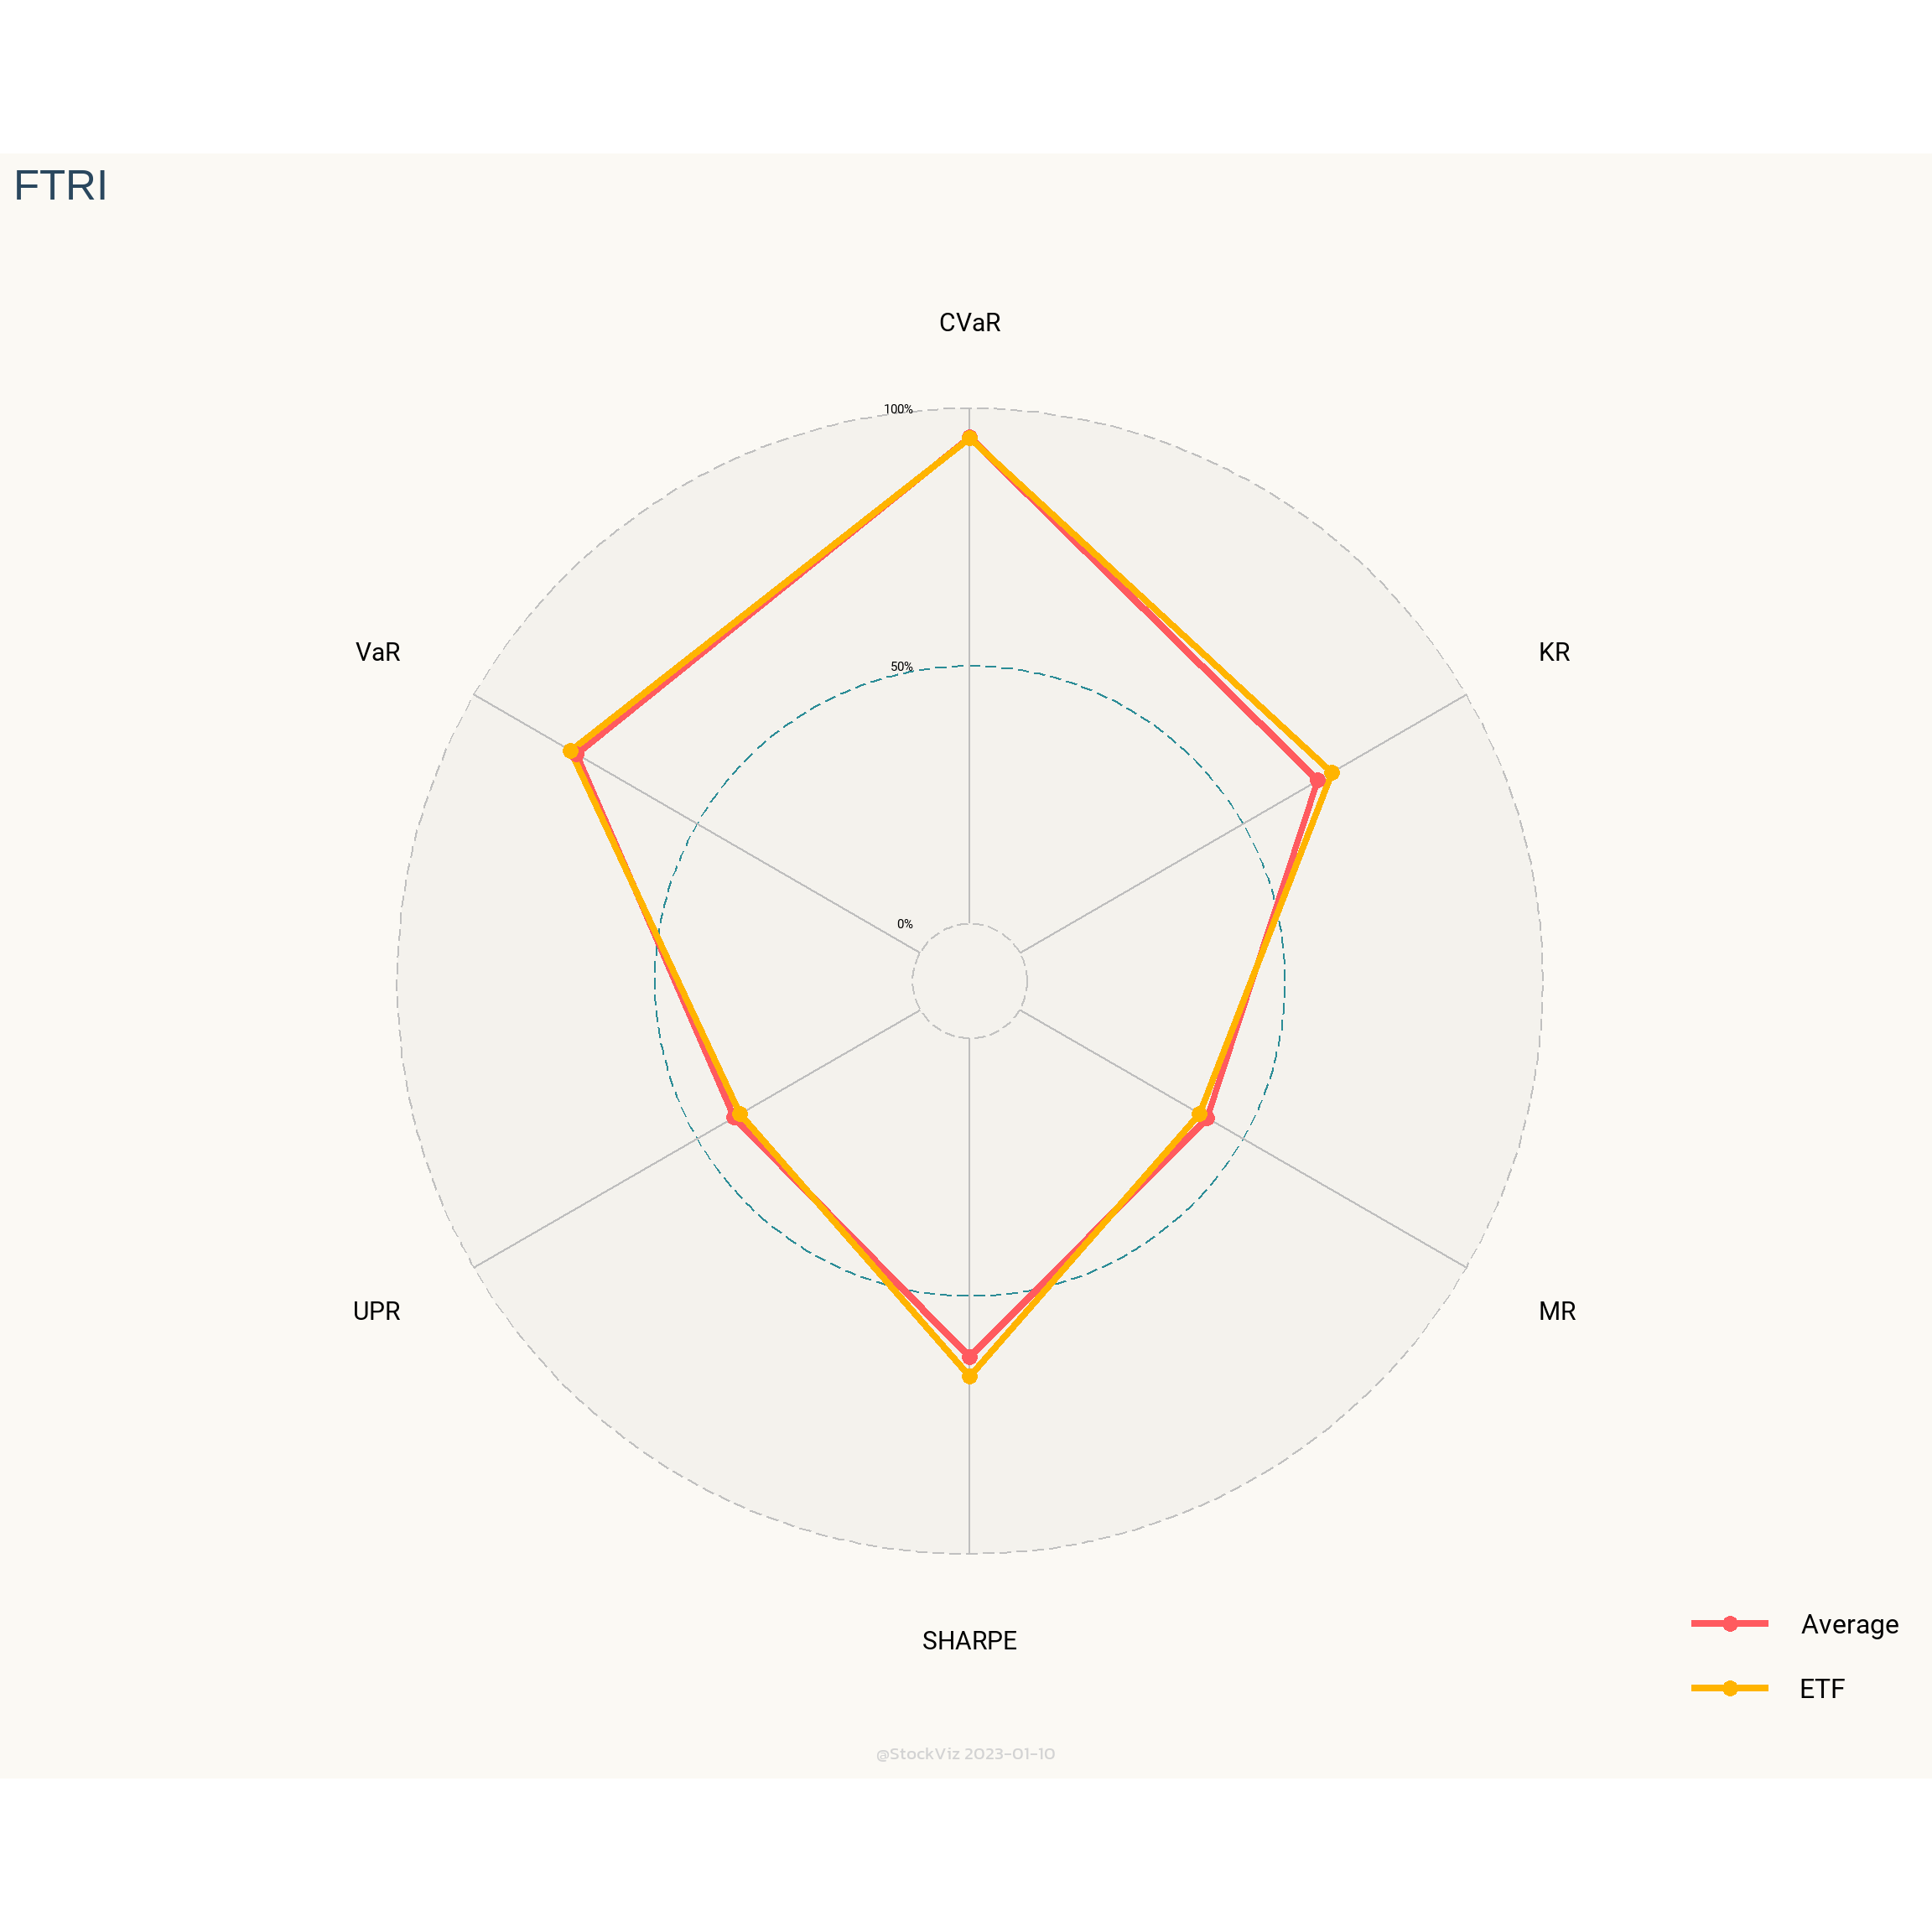 FTRI
CVaR
100%
VaR
KR
50%
0%
UPR
MR
SHARPE
Average
ETF
@StockViz 2023-01-10